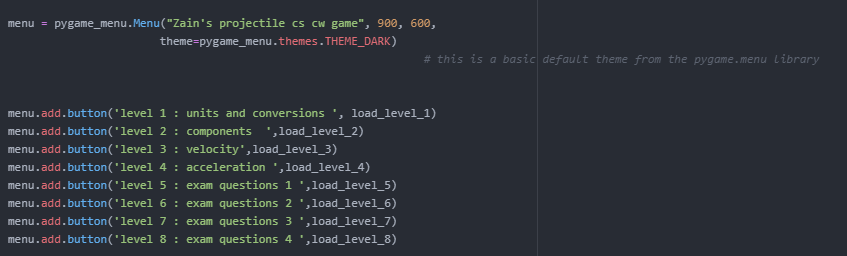 menu = pygame_menu.Menu("Zain's projectile cs cw game", 900, 600,
theme=pygame_menu.themes.THEME_DARK)
# this is a basic default theme from the pygame.menu library
menu.add.button('level 1 : units and conversions ', load_level_1)
menu.add.button('level 2 : components  ',load_level_2)
menu.add.button('level 3 : velocity',load_level_3)
menu.add.button('level 4 : acceleration ',load_level_4)
menu.add.button('level 5 : exam questions 1 ',load_level_5)
menu.add.button('level 6 : exam questions 2 ',load_level_6)
menu.add.button('level 7 : exam questions 3 ',load_level_7)
menu.add.button('level 8 : exam questions 4 ',load_level_8)